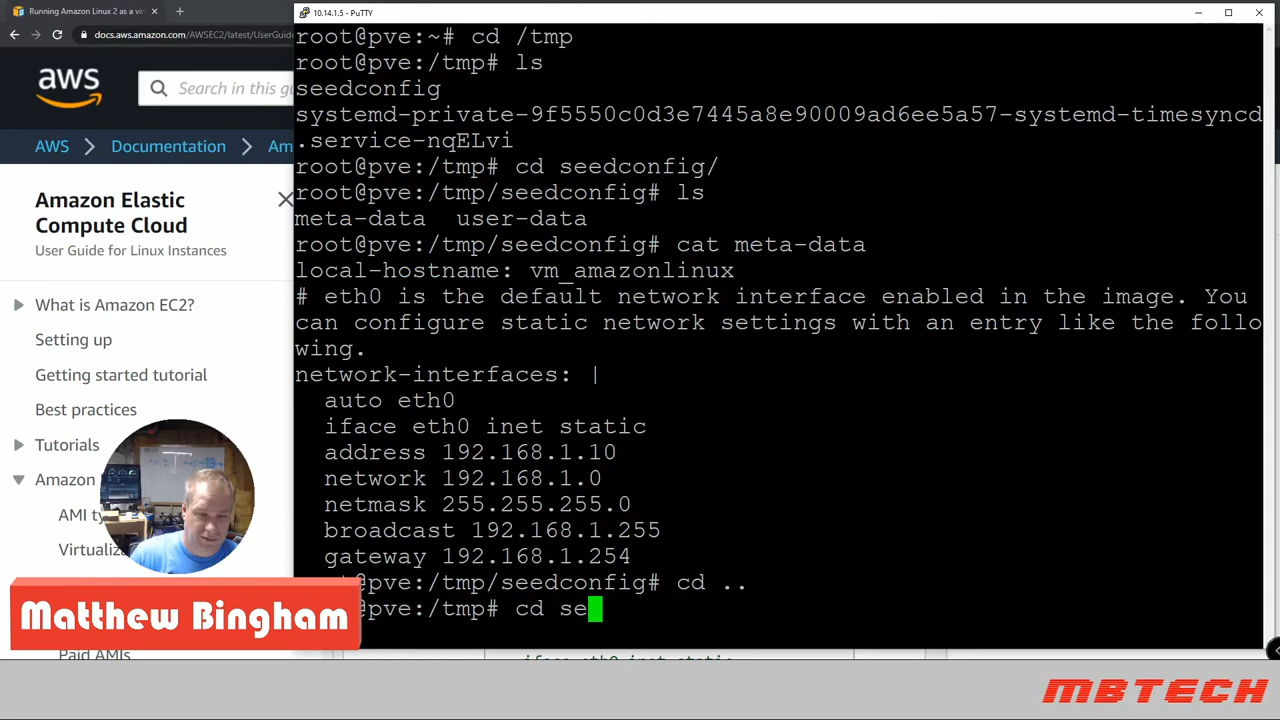 Running Amazon Linux 2 as a vi
10.14.1.5 - PuTTY
docs.aws.amazon.com/AWSEC2/latest/UserGuide
aws
Search in this gu
AWS
Documentation
Am
Amazon Elastic
Compute Cloud
User Guide for Linux Instances
What is Amazon EC2?
Setting up
Getting started tutorial
Best practices
Tutorials
Amazon
AMI ty
Virtualiza
Paid AMIs
root@pve:~# cd /tmp
root@pve:/tmp# ls
seedconfig
systemd-private-9f5550c0d3e7445a8e90009ad6ee5a57-systemd-timesyncd
.service-nqELvi
root@pve:/tmp# cd seedconfig/
root@pve:/tmp/seedconfig# ls
meta-data  user-data
root@pve:/tmp/seedconfig# cat meta-data
local-hostname: vm_amazonlinux
# eth0 is the default network interface enabled in the image. You
can configure static network settings with an entry like the follo
wing.
network-interfaces: |
  auto eth0
  iface eth0 inet static
  address 192.168.1.10
  network 192.168.1.0
  netmask 255.255.255.0
  broadcast 192.168.1.255
  gateway 192.168.1.254
t@pve:/tmp/seedconfig# cd ..
@pve:/tmp# cd se
iface eth0 inet static
Matthew Bingham
MBTECH